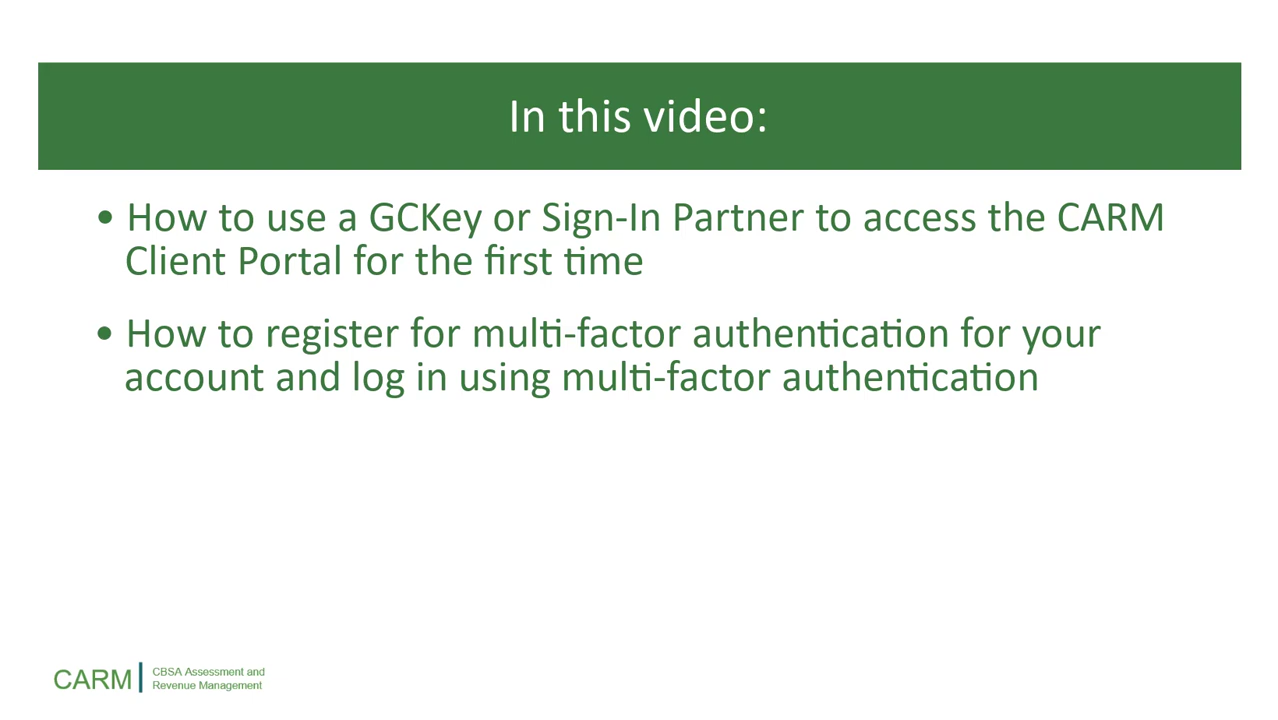 In this video:
• How to use a GCKey or Sign-In Partner to access the CARM
Client Portal for the first time
• How to register for multi-factor authentication for your
account and log in using multi-factor authentication
CARM
CBSA Assessment and
Revenue Management